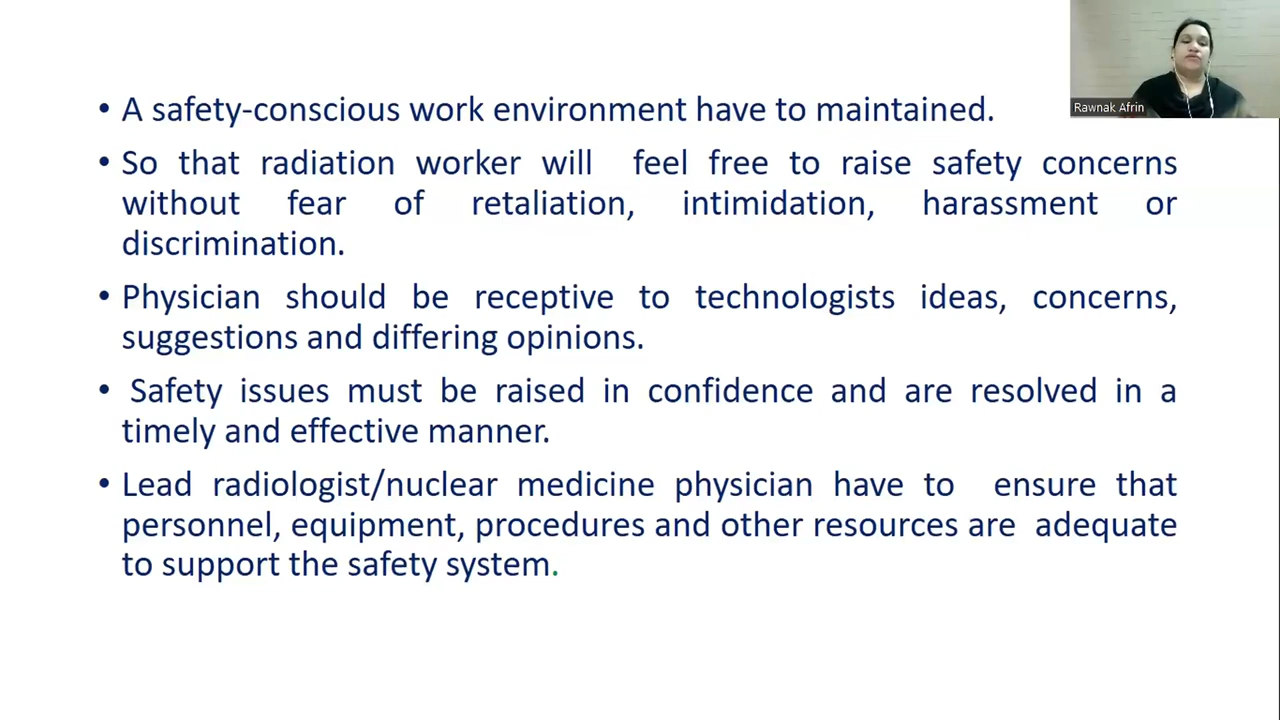 • A safety-conscious work environment have to maintained.
• So that radiation worker will feel free to raise safety concerns
without fear of retaliation, intimidation, harassment or
discrimination.
• Physician should be receptive to technologists ideas, concerns,
suggestions and differing opinions.
• Safety issues must be raised in confidence and are resolved in a
timely and effective manner.
• Lead radiologist/nuclear medicine physician have to ensure that
personnel, equipment, procedures and other resources are adequate
to support the safety system.
Rawnak Afrin